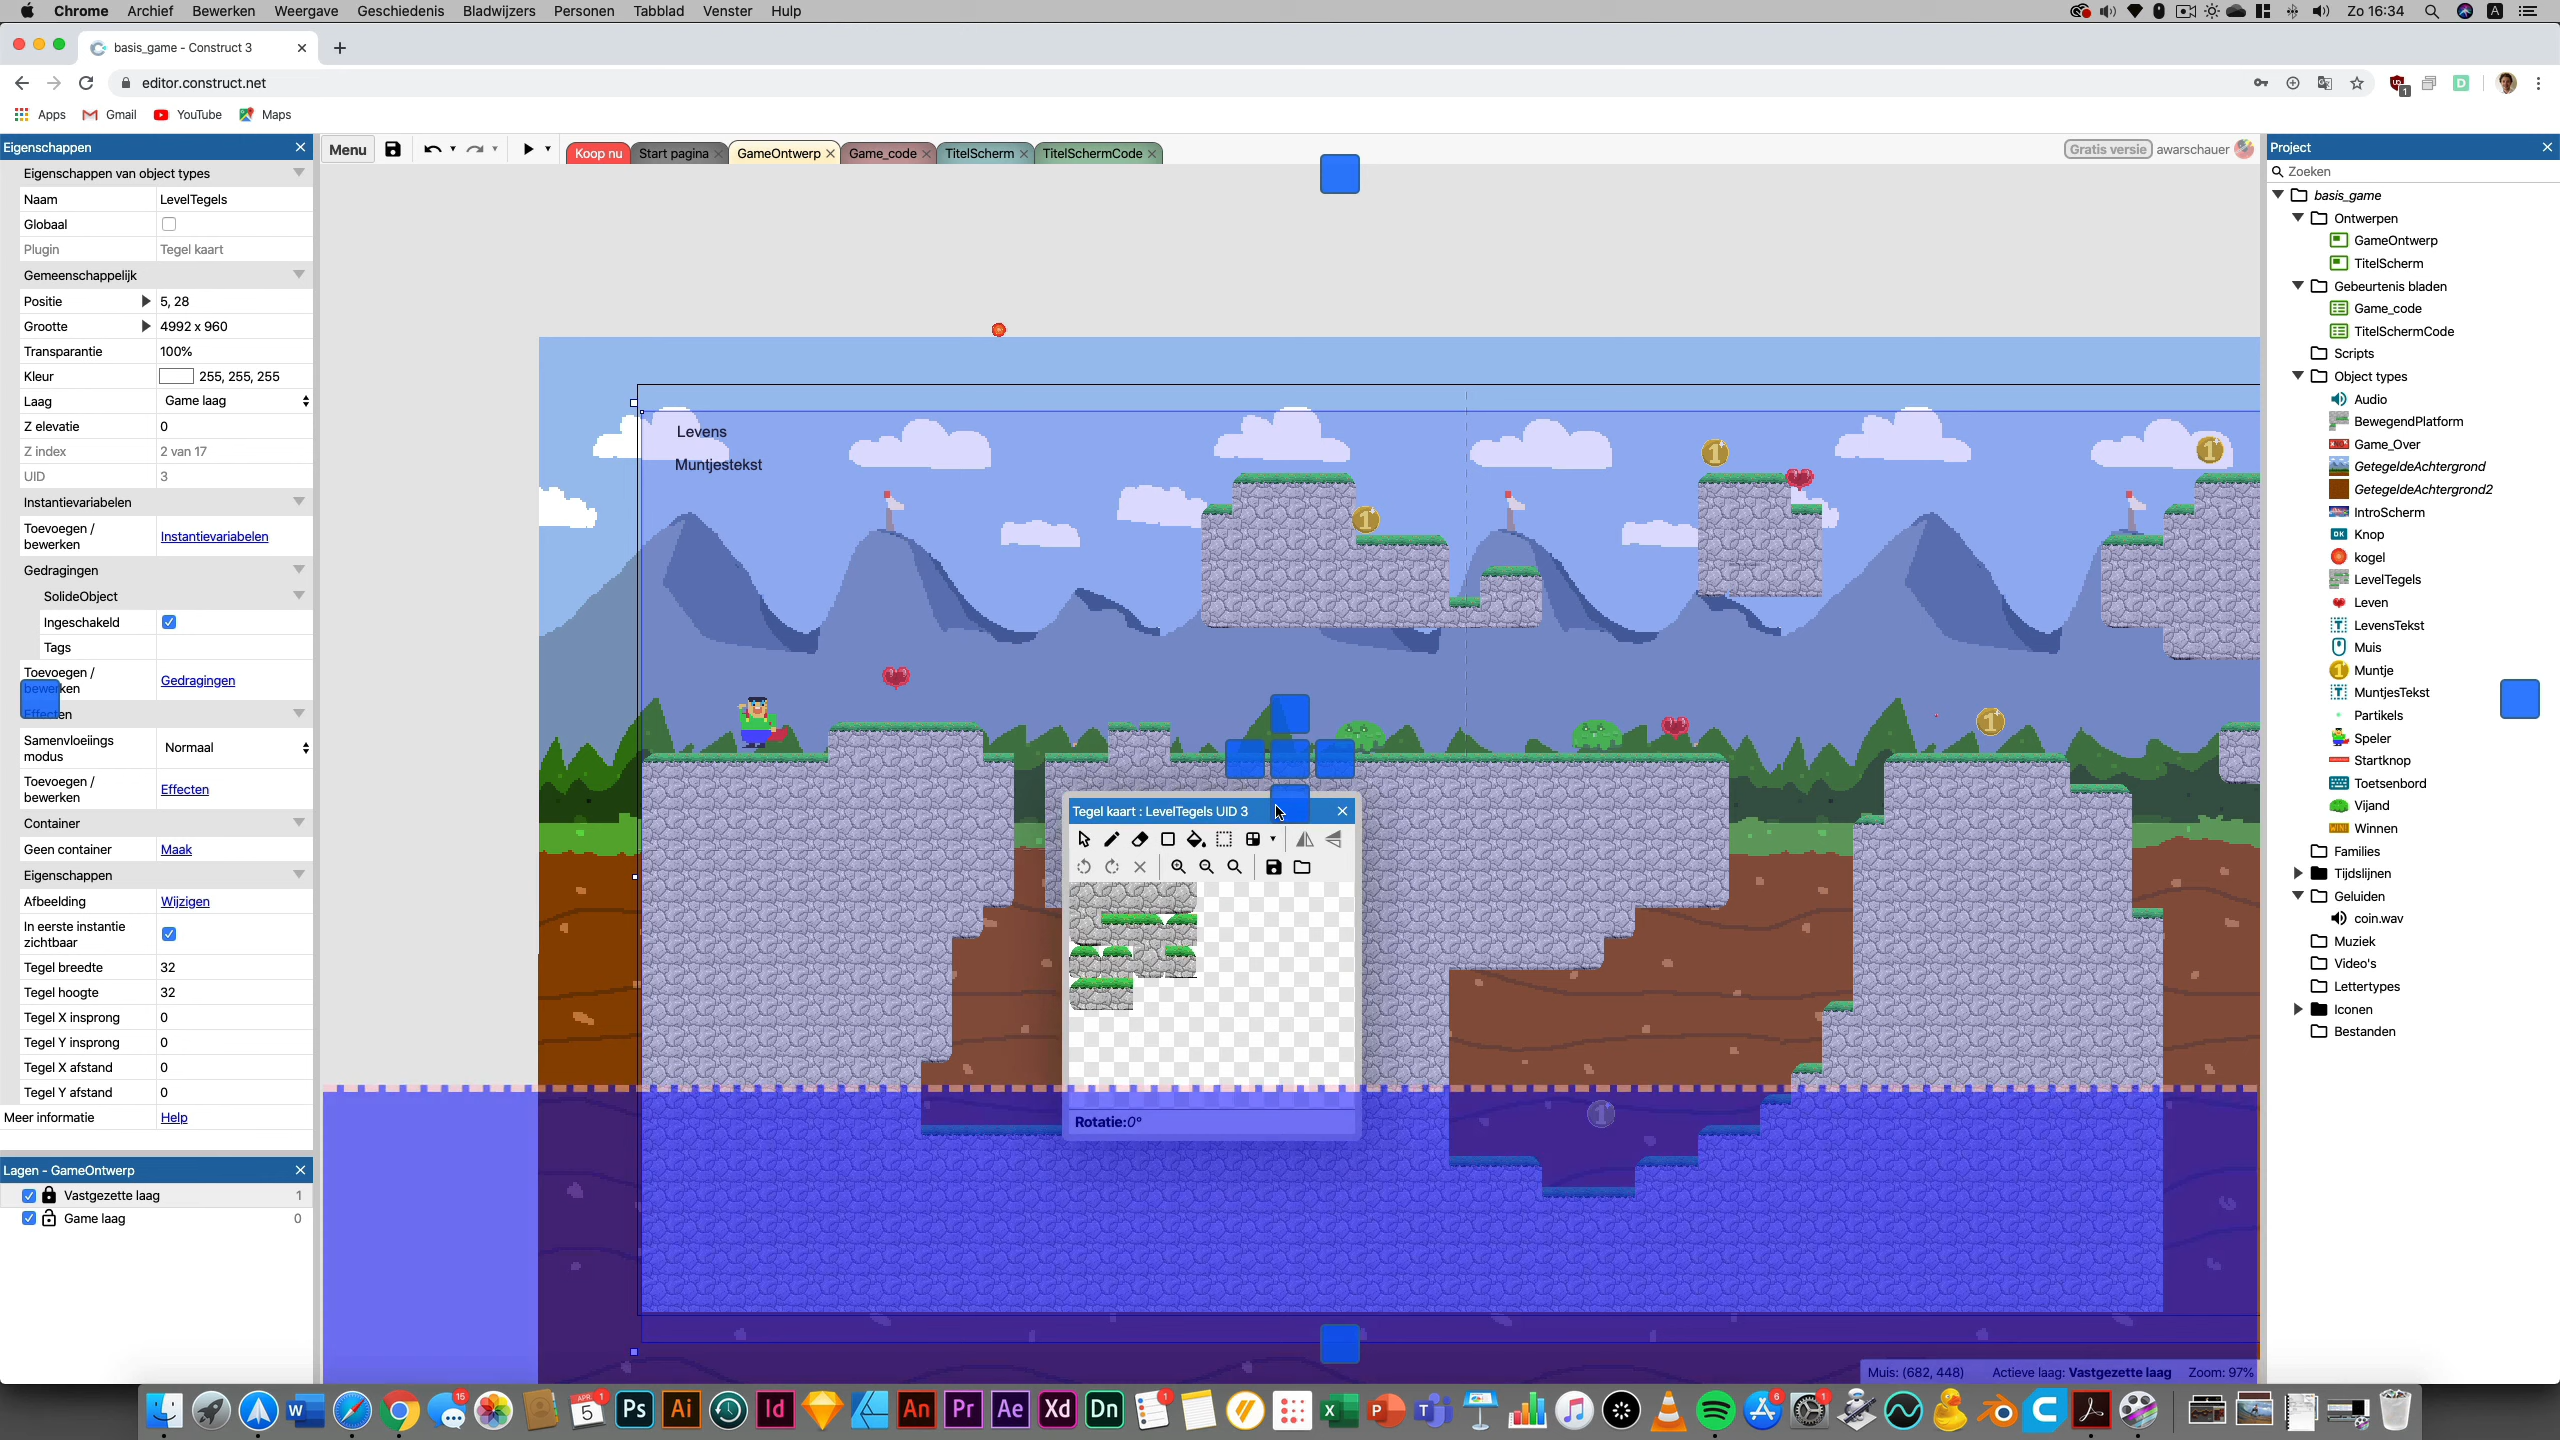 Chrome Archief Bewerken Weergave Geschiedenis Bladwijzers Personen Tabblad Venster Hulp Zo 16:34
basis_game - Construct 3
editor.construct.net
Apps Gmail YouTube Maps
Eigenschappen
Menu Koop nu Start pagina GameOntwerp Game_code TitelScherm TitelSchermCode Gratis versie awarschauer
Project
Zoeken
Eigenschappen van object types
Naam LevelTegels
Globaal
Plugin Tegel kaart
Gemeenschappelijk
Positie 5, 28
Grootte 4992 x 960
Transparantie 100%
Kleur 255, 255, 255
Laag Game laag
Z elevatie 0
Z index 2 van 17
UID 3
Instantievariabelen
Toevoegen / bewerken Instantievariabelen
Gedragingen
SolideObject
Ingeschakeld
Tags
Toevoegen / Gedragingen
Samenvloeiings modus Normaal
Toevoegen / bewerken Effecten
Container
Geen container Maak
Eigenschappen
Afbeelding Wijzigen
In eerste instantie zichtbaar
Tegel breedte 32
Tegel hoogte 32
Tegel X insprong 0
Tegel Y insprong 0
Tegel X afstand 0
Tegel Y afstand 0
Meer informatie Help
Lagen - GameOntwerp
Vastgezette laag 1
Game laag 0
Levens
Muntjestekst
Tegel kaart : LevelTegels UID 3
Rotatie:0°
Muis: (682, 448) Actieve laag: Vastgezette laag Zoom: 97%
basis_game
Ontwerpen
GameOntwerp
TitelScherm
Gebeurtenis bladen
Game_code
TitelSchermCode
Scripts
Object types
Audio
BewegendPlatform
Game_Over
GetegeldeAchtergrond
GetegeldeAchtergrond2
IntroScherm
Knop
kogel
LevelTegels
Leven
LevensTekst
Muis
Muntje
MuntjesTekst
Partikels
Speler
Startknop
Toetsenbord
Vijand
Winnen
Families
Tijdslijnen
Geluiden
coin.wav
Muziek
Video's
Lettertypes
Iconen
Bestanden